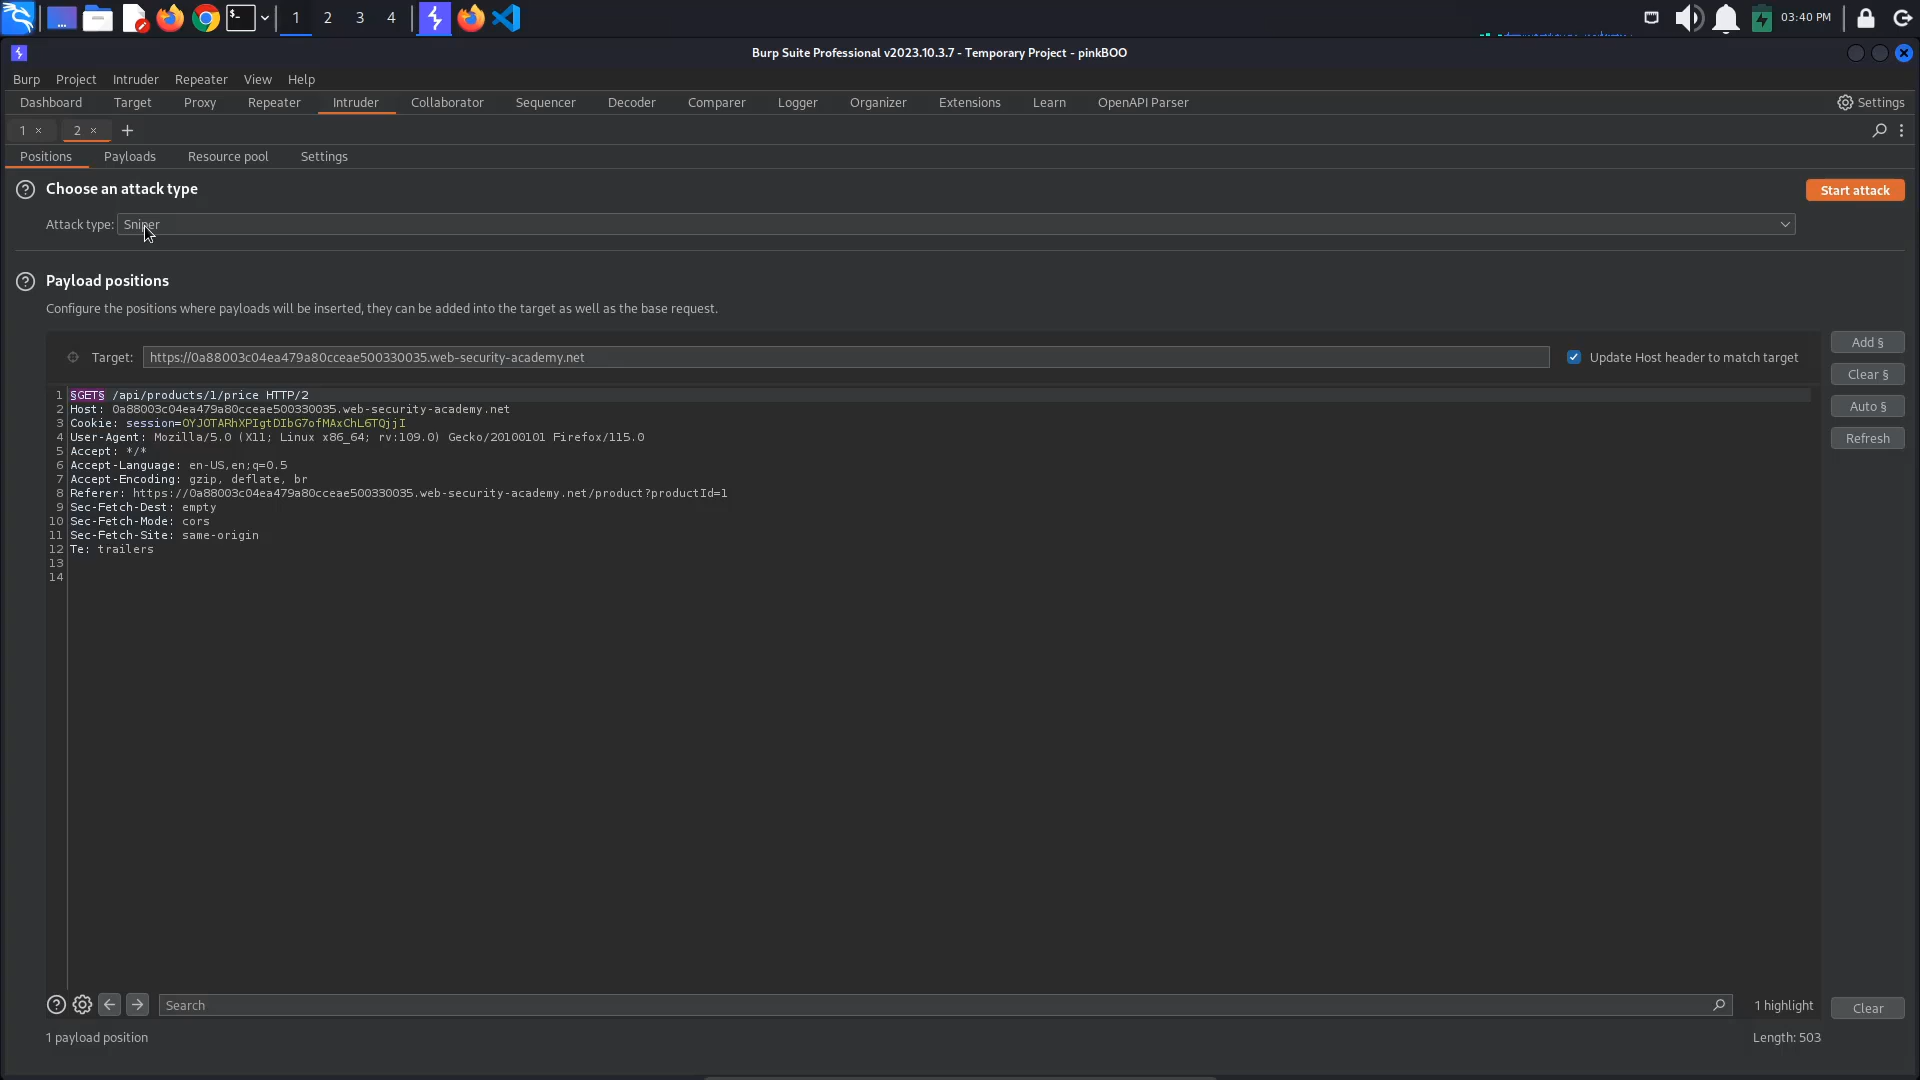 1 2 3 4 03:40 PM
Burp Suite Professional v2023.10.3.7 - Temporary Project - pinkBOO
Burp Project Intruder Repeater View Help
Dashboard Target Proxy Repeater Intruder Collaborator Sequencer Decoder Comparer Logger Organizer Extensions Learn OpenAPI Parser Settings
1 × 2 × +
Positions Payloads Resource pool Settings
? Choose an attack type Start attack
Attack type: Sniper
? Payload positions
Configure the positions where payloads will be inserted, they can be added into the target as well as the base request.
Target: https://0a88003c04ea479a80cceae500330035.web-security-academy.net Update Host header to match target
Add §
Clear §
Auto §
Refresh
1 §GET§ /api/products/1/price HTTP/2
2 Host: 0a88003c04ea479a80cceae500330035.web-security-academy.net
3 Cookie: session=OYJOTARhXPIgtDIbG7ofMAxChL6TQjjI
4 User-Agent: Mozilla/5.0 (X11; Linux x86_64; rv:109.0) Gecko/20100101 Firefox/115.0
5 Accept: */*
6 Accept-Language: en-US,en;q=0.5
7 Accept-Encoding: gzip, deflate, br
8 Referer: https://0a88003c04ea479a80cceae500330035.web-security-academy.net/product?productId=1
9 Sec-Fetch-Dest: empty
10 Sec-Fetch-Mode: cors
11 Sec-Fetch-Site: same-origin
12 Te: trailers
13
14
? Search 1 highlight Clear
1 payload position Length: 503